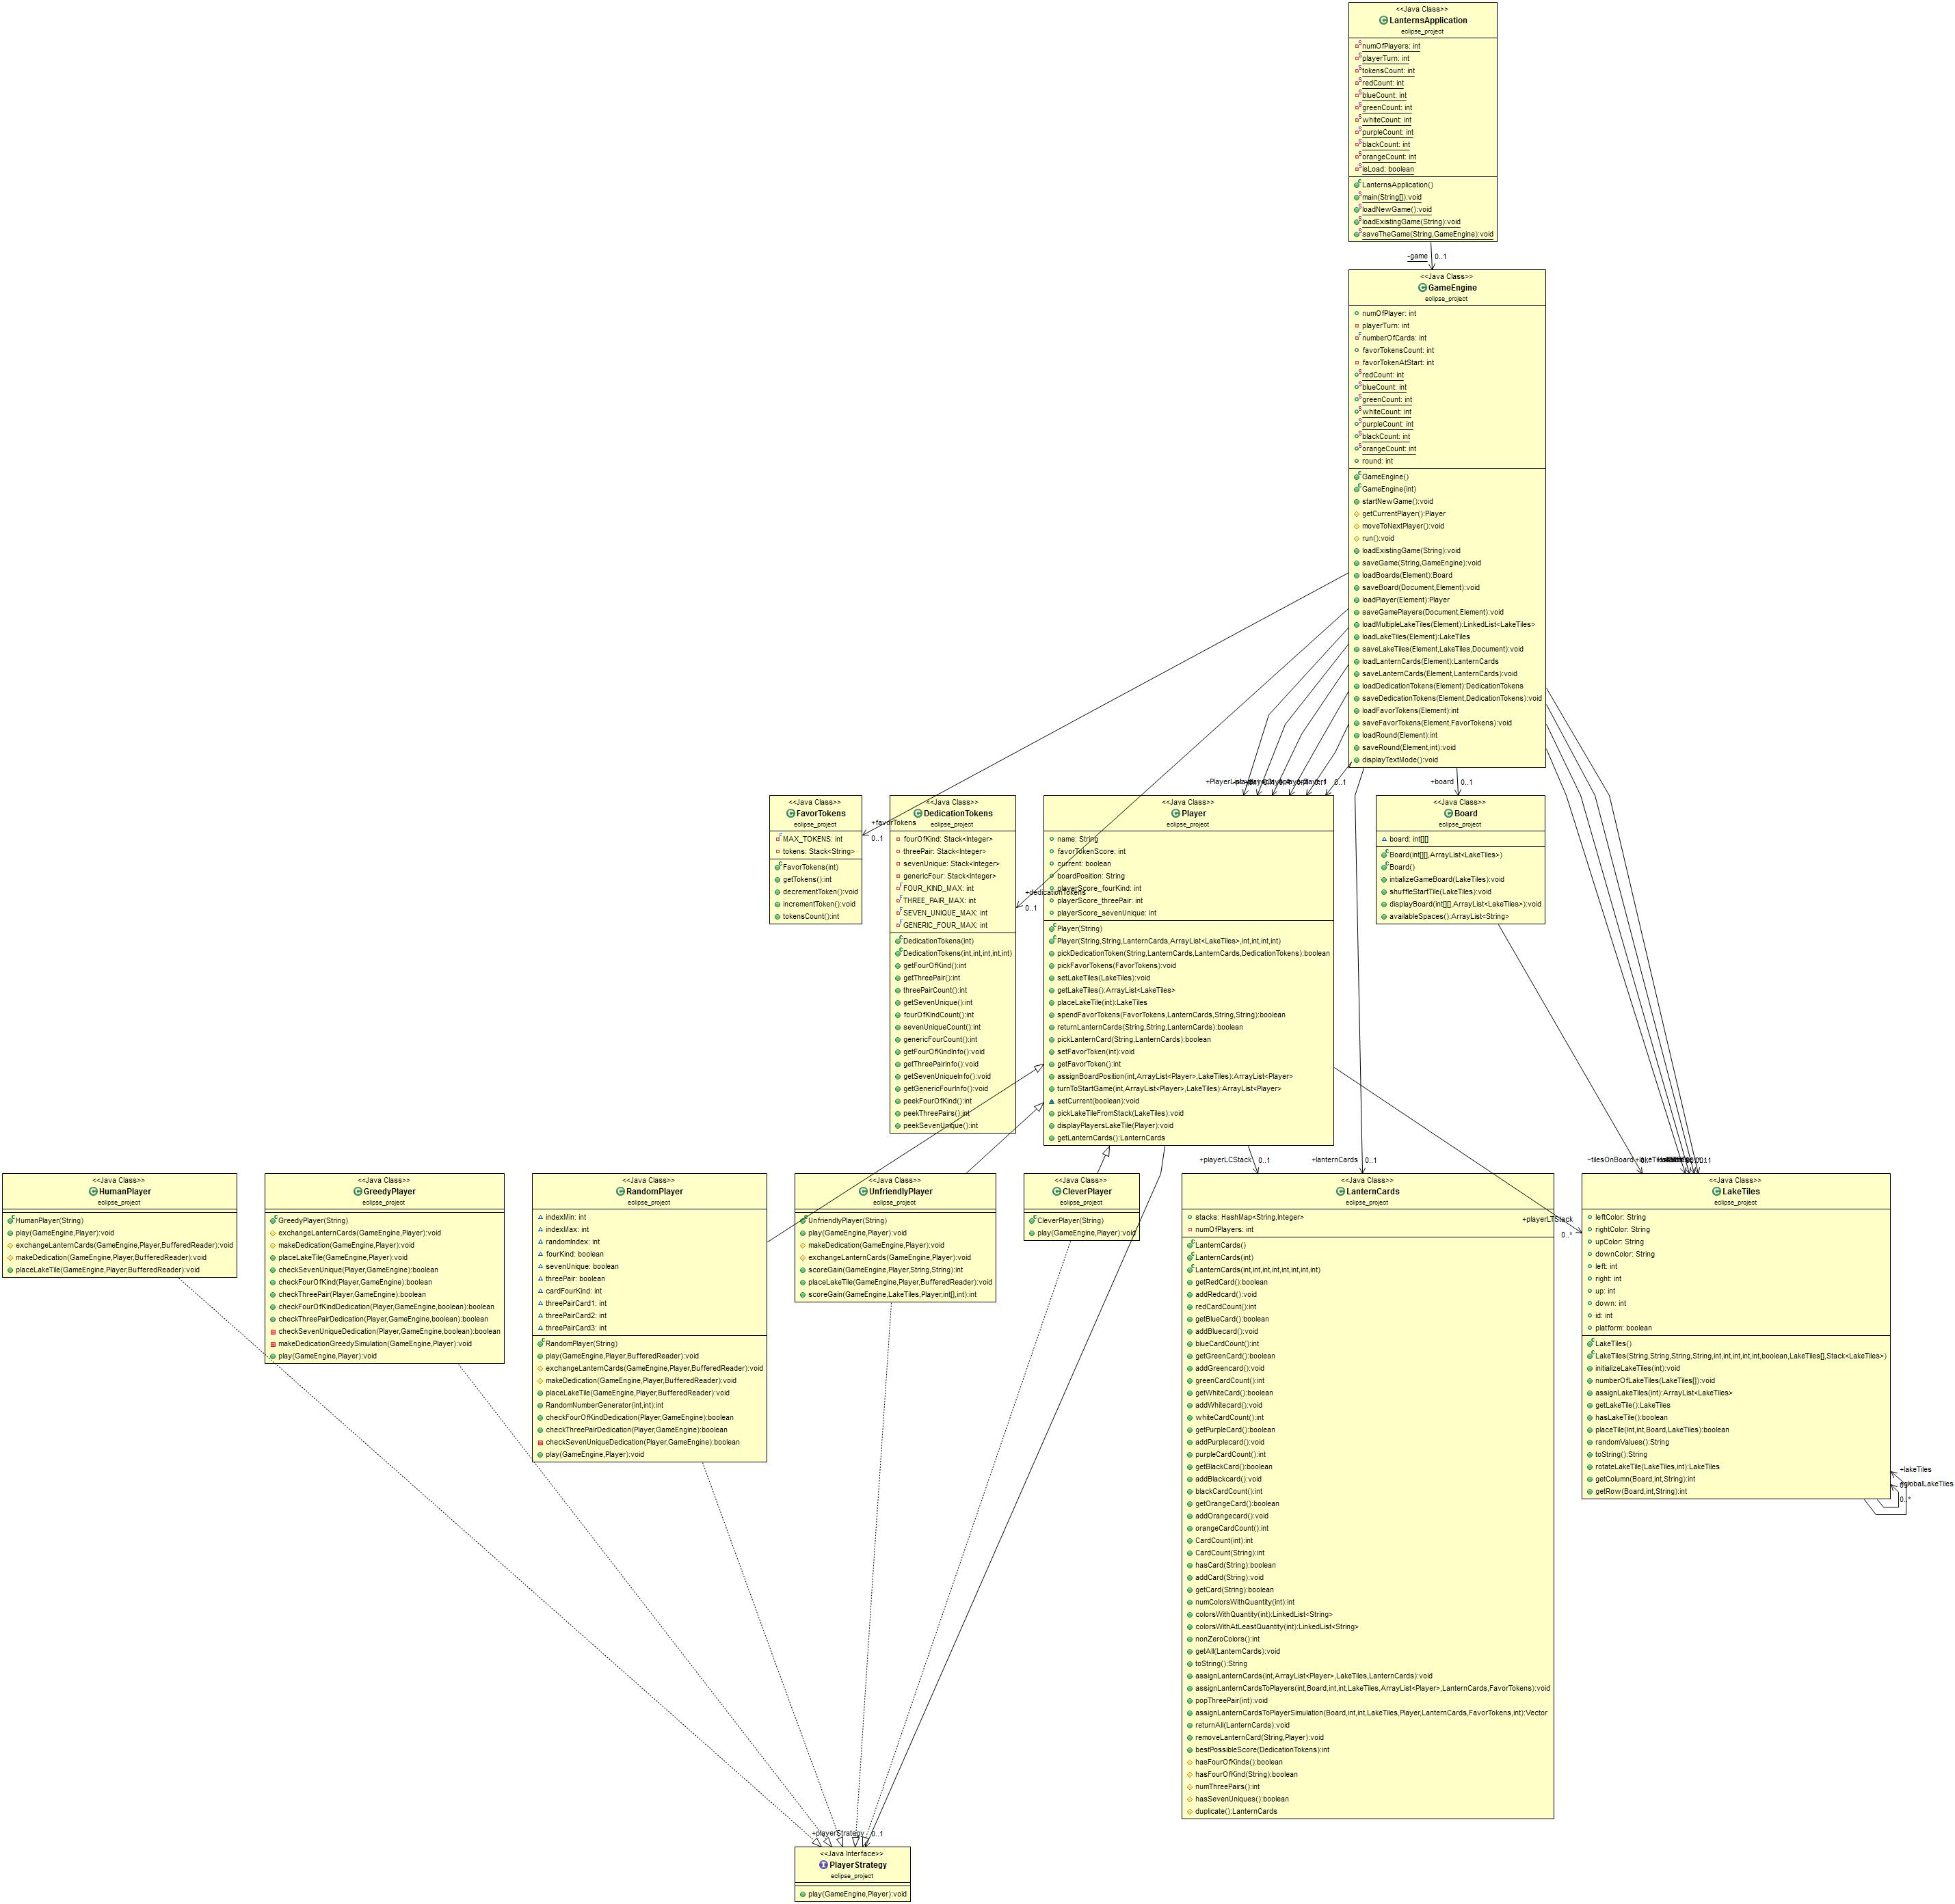 <<Java Class>>
LanternsApplication
eclipse_project
numOfPlayers: int
playerTurn: int
tokensCount: int
redCount: int
blueCount: int
greenCount: int
whiteCount: int
purpleCount: int
blackCount: int
orangeCount: int
isLoad: boolean
LanternsApplication()
main(String[]):void
loadNewGame():void
loadExistingGame(String):void
saveTheGame(String,GameEngine):void
-game 0..1
<<Java Class>>
GameEngine
eclipse_project
numOfPlayer: int
playerTurn: int
numberOfCards: int
favorTokensCount: int
favorTokenAtStart: int
redCount: int
blueCount: int
greenCount: int
whiteCount: int
purpleCount: int
blackCount: int
orangeCount: int
round: int
GameEngine()
GameEngine(int)
startNewGame():void
getCurrentPlayer():Player
moveToNextPlayer():void
run():void
loadExistingGame(String):void
saveGame(String,GameEngine):void
loadBoards(Element):Board
saveBoard(Document,Element):void
loadPlayer(Element):Player
saveGamePlayers(Document,Element):void
loadMultipleLakeTiles(Element):LinkedList<LakeTiles>
loadLakeTiles(Element):LakeTiles
saveLakeTiles(Element,LakeTiles,Document):void
loadLanternCards(Element):LanternCards
saveLanternCards(Element,LanternCards):void
loadDedicationTokens(Element):DedicationTokens
saveDedicationTokens(Element,DedicationTokens):void
loadFavorTokens(Element):int
saveFavorTokens(Element,FavorTokens):void
loadRound(Element):int
saveRound(Element,int):void
displayTextMode():void
0..1
+board 0..1
<<Java Class>>
FavorTokens
eclipse_project
MAX_TOKENS: int
tokens: Stack<String>
FavorTokens(int)
getTokens():int
decrementToken():void
incrementToken():void
tokensCount():int
+favorTokens
0..1
<<Java Class>>
DedicationTokens
eclipse_project
fourOfKind: Stack<Integer>
threePair: Stack<Integer>
sevenUnique: Stack<Integer>
genericFour: Stack<Integer>
FOUR_KIND_MAX: int
THREE_PAIR_MAX: int
SEVEN_UNIQUE_MAX: int
GENERIC_FOUR_MAX: int
DedicationTokens(int)
DedicationTokens(int,int,int,int,int)
getFourOfKind():int
getThreePair():int
threePairCount():int
getSevenUnique():int
fourOfKindCount():int
sevenUniqueCount():int
genericFourCount():int
getFourOfKindInfo():void
getThreePairInfo():void
getSevenUniqueInfo():void
getGenericFourInfo():void
peekFourOfKind():int
peekThreePairs():int
peekSevenUnique():int
+dedicationTokens
0..1
<<Java Class>>
Player
eclipse_project
name: String
favorTokenScore: int
current: boolean
boardPosition: String
playerScore_fourKind: int
playerScore_threePair: int
playerScore_sevenUnique: int
Player(String)
Player(String,String,LanternCards,ArrayList<LakeTiles>,int,int,int,int)
pickDedicationToken(String,LanternCards,LanternCards,DedicationTokens):boolean
pickFavorTokens(FavorTokens):void
setLakeTiles(LakeTiles):void
getLakeTiles():ArrayList<LakeTiles>
placeLakeTile(int):LakeTiles
spendFavorTokens(FavorTokens,LanternCards,String,String):boolean
returnLanternCards(String,String,LanternCards):boolean
pickLanternCard(String,LanternCards):boolean
setFavorToken(int):void
getFavorToken():int
assignBoardPosition(int,ArrayList<Player>,LakeTiles):ArrayList<Player>
turnToStartGame(int,ArrayList<Player>,LakeTiles):ArrayList<Player>
setCurrent(boolean):void
pickLakeTileFromStack(LakeTiles):void
displayPlayersLakeTile(Player):void
getLanternCards():LanternCards
<<Java Class>>
Board
eclipse_project
board: int[][]
Board(int[][],ArrayList<LakeTiles>)
Board()
intializeGameBoard(LakeTiles):void
shuffleStartTile(LakeTiles):void
displayBoard(int[][],ArrayList<LakeTiles>):void
availableSpaces():ArrayList<String>
+playerLCStack 0..1
+lanternCards 0..1
~tilesOnBoard
<<Java Class>>
HumanPlayer
eclipse_project
HumanPlayer(String)
play(GameEngine,Player):void
exchangeLanternCards(GameEngine,Player,BufferedReader):void
makeDedication(GameEngine,Player,BufferedReader):void
placeLakeTile(GameEngine,Player,BufferedReader):void
<<Java Class>>
GreedyPlayer
eclipse_project
GreedyPlayer(String)
exchangeLanternCards(GameEngine,Player):void
makeDedication(GameEngine,Player):void
placeLakeTile(GameEngine,Player):void
checkSevenUnique(Player,GameEngine):boolean
checkFourOfKind(Player,GameEngine):boolean
checkThreePair(Player,GameEngine):boolean
checkFourOfKindDedication(Player,GameEngine,boolean):boolean
checkThreePairDedication(Player,GameEngine,boolean):boolean
checkSevenUniqueDedication(Player,GameEngine,boolean):boolean
makeDedicationGreedySimulation(GameEngine,Player):void
play(GameEngine,Player):void
<<Java Class>>
RandomPlayer
eclipse_project
indexMin: int
indexMax: int
randomIndex: int
fourKind: boolean
sevenUnique: boolean
threePair: boolean
cardFourKind: int
threePairCard1: int
threePairCard2: int
threePairCard3: int
RandomPlayer(String)
play(GameEngine,Player,BufferedReader):void
exchangeLanternCards(GameEngine,Player,BufferedReader):void
makeDedication(GameEngine,Player,BufferedReader):void
placeLakeTile(GameEngine,Player,BufferedReader):void
RandomNumberGenerator(int,int):int
checkFourOfKindDedication(Player,GameEngine):boolean
checkThreePairDedication(Player,GameEngine):boolean
checkSevenUniqueDedication(Player,GameEngine):boolean
play(GameEngine,Player):void
<<Java Class>>
UnfriendlyPlayer
eclipse_project
UnfriendlyPlayer(String)
play(GameEngine,Player):void
makeDedication(GameEngine,Player):void
exchangeLanternCards(GameEngine,Player):void
scoreGain(GameEngine,Player,String,String):int
placeLakeTile(GameEngine,Player,BufferedReader):void
scoreGain(GameEngine,LakeTiles,Player,int[],int):int
<<Java Class>>
CleverPlayer
eclipse_project
CleverPlayer(String)
play(GameEngine,Player):void
<<Java Class>>
LanternCards
eclipse_project
stacks: HashMap<String,Integer>
numOfPlayers: int
LanternCards()
LanternCards(int)
LanternCards(int,int,int,int,int,int,int,int)
getRedCard():boolean
addRedcard():void
redCardCount():int
getBlueCard():boolean
addBluecard():void
blueCardCount():int
getGreenCard():boolean
addGreencard():void
greenCardCount():int
getWhiteCard():boolean
addWhitecard():void
whiteCardCount():int
getPurpleCard():boolean
addPurplecard():void
purpleCardCount():int
getBlackCard():boolean
addBlackcard():void
blackCardCount():int
getOrangeCard():boolean
addOrangecard():void
orangeCardCount():int
CardCount(int):int
CardCount(String):int
hasCard(String):boolean
addCard(String):void
getCard(String):boolean
numColorsWithQuantity(int):int
colorsWithQuantity(int):LinkedList<String>
colorsWithAtLeastQuantity(int):LinkedList<String>
nonZeroColors():int
getAll(LanternCards):void
toString():String
assignLanternCards(int,ArrayList<Player>,LakeTiles,LanternCards):void
assignLanternCardsToPlayers(int,Board,int,int,LakeTiles,ArrayList<Player>,LanternCards,FavorTokens):void
popThreePair(int):void
assignLanternCardsToPlayerSimulation(Board,int,int,LakeTiles,Player,LanternCards,FavorTokens,int):Vector
returnAll(LanternCards):void
removeLanternCard(String,Player):void
bestPossibleScore(DedicationTokens):int
hasFourOfKinds():boolean
hasFourOfKind(String):boolean
numThreePairs():int
hasSevenUniques():boolean
duplicate():LanternCards
+playerLTStack
0..*
<<Java Class>>
LakeTiles
eclipse_project
leftColor: String
rightColor: String
upColor: String
downColor: String
left: int
right: int
up: int
down: int
id: int
platform: boolean
LakeTiles()
LakeTiles(String,String,String,String,int,int,int,int,int,boolean,LakeTiles[],Stack<LakeTiles>)
initializeLakeTiles(int):void
numberOfLakeTiles(LakeTiles[]):void
assignLakeTiles(int):ArrayList<LakeTiles>
getLakeTile():LakeTiles
hasLakeTile():boolean
placeTile(int,int,Board,LakeTiles):boolean
randomValues():String
toString():String
rotateLakeTile(LakeTiles,int):LakeTiles
getColumn(Board,int,String):int
getRow(Board,int,String):int
+lakeTiles
globalLakeTiles
0..*
+playerStrategy 0..1
<<Java Interface>>
PlayerStrategy
eclipse_project
play(GameEngine,Player):void